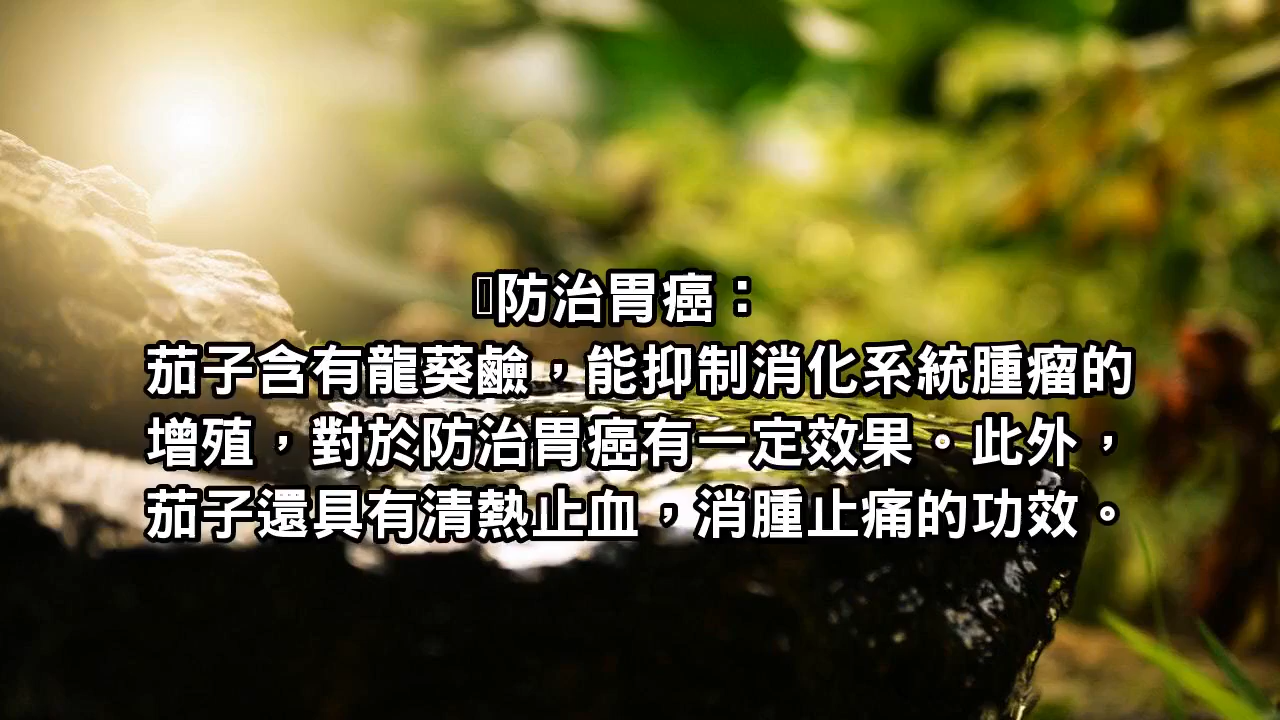 防治胃癌：
茄子含有龍葵鹼，能抑制消化系統腫瘤的
增殖，對於防治胃癌有一定效果。此外，
茄子還具有清熱止血，消腫止痛的功效。